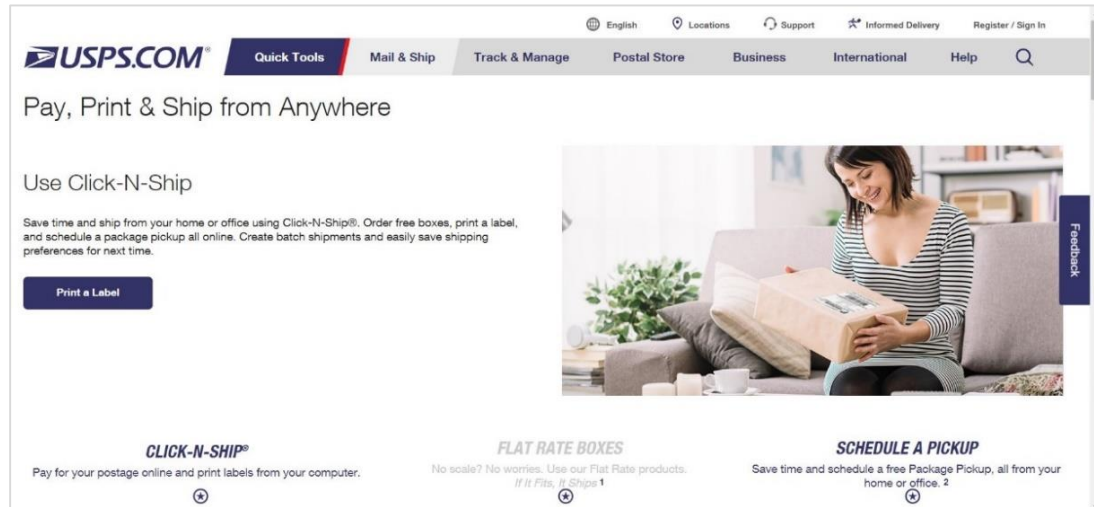 English Locations Support Informed Delivery Register / Sign In
USPS.COM® Quick Tools Mail & Ship Track & Manage Postal Store Business International Help
Pay, Print & Ship from Anywhere
Use Click-N-Ship
Save time and ship from your home or office using Click-N-Ship®. Order free boxes, print a label,
and schedule a package pickup all online. Create batch shipments and easily save shipping
preferences for next time.
Print a Label
Feedback
CLICK-N-SHIP®
Pay for your postage online and print labels from your computer.
FLAT RATE BOXES
No scale? No worries. Use our Flat Rate products.
If It Fits, It Ships 1
SCHEDULE A PICKUP
Save time and schedule a free Package Pickup, all from your
home or office. 2